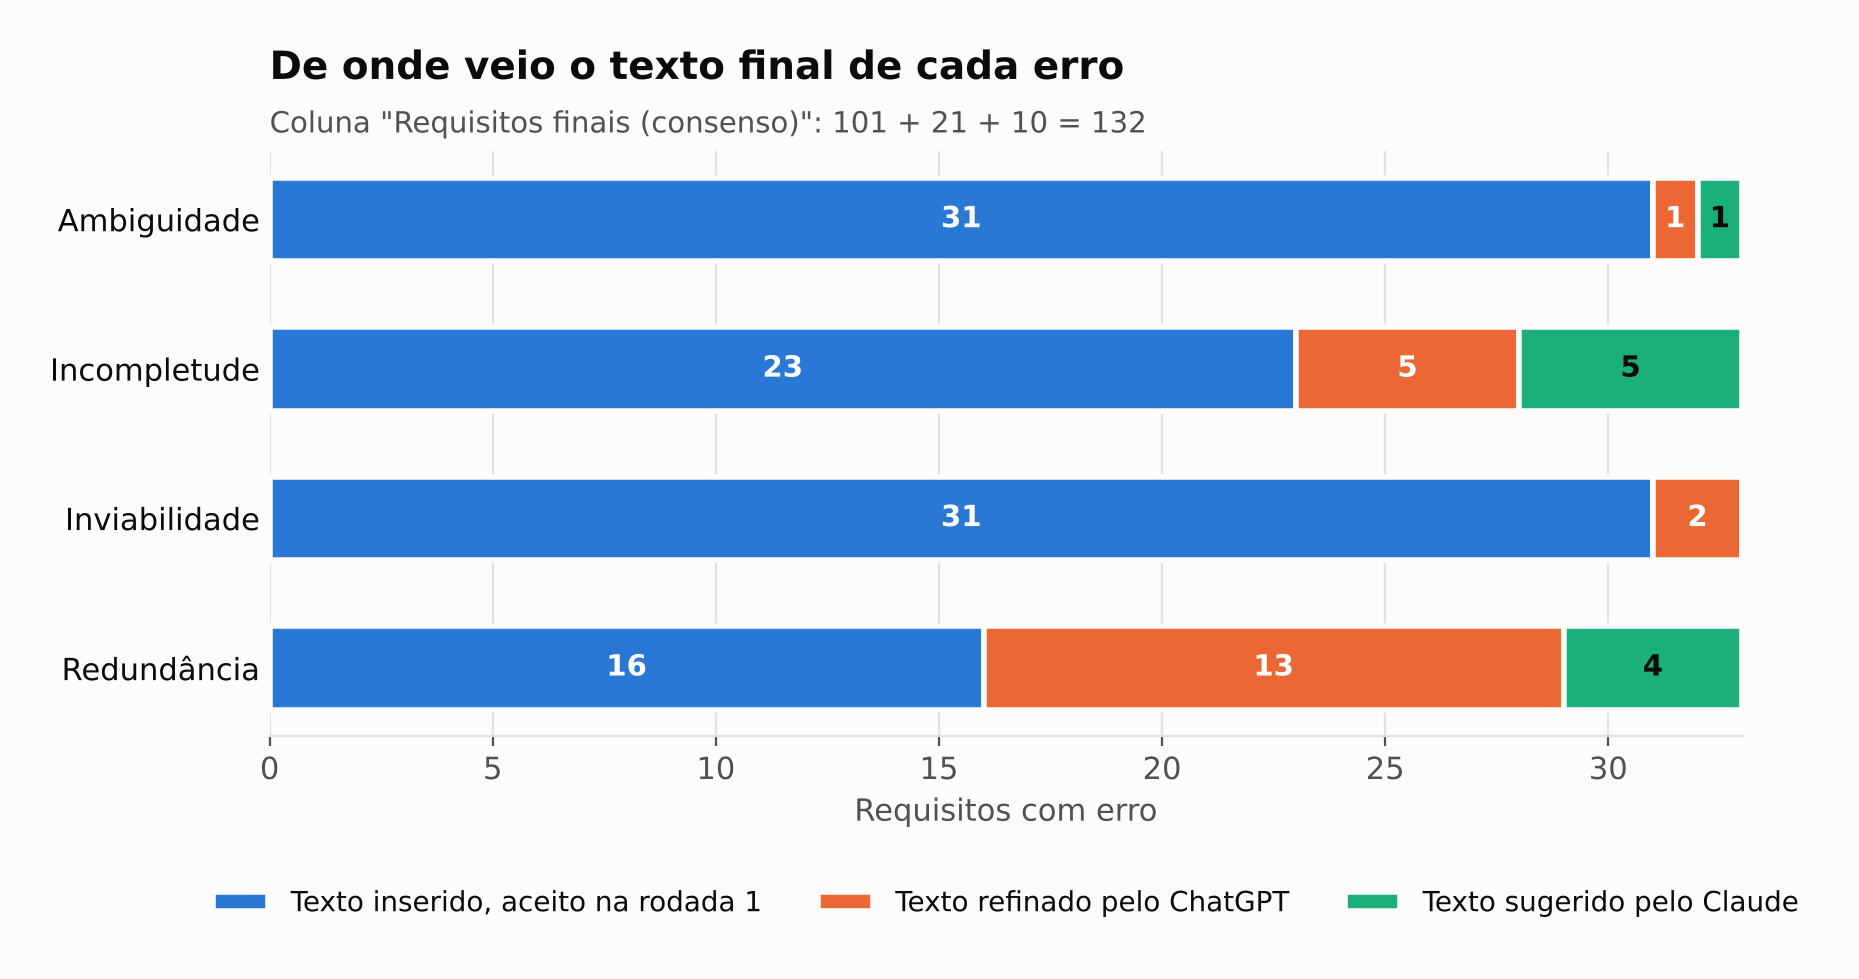 De onde veio o texto final de cada erro
Coluna "Requisitos finais (consenso)": 101 + 21 + 10 = 132
Ambiguidade 31 1 1
Incompletude 23 5 5
Inviabilidade 31 2
Redundância 16 13 4
0 5 10 15 20 25 30
Requisitos com erro
Texto inserido, aceito na rodada 1 Texto refinado pelo ChatGPT Texto sugerido pelo Claude